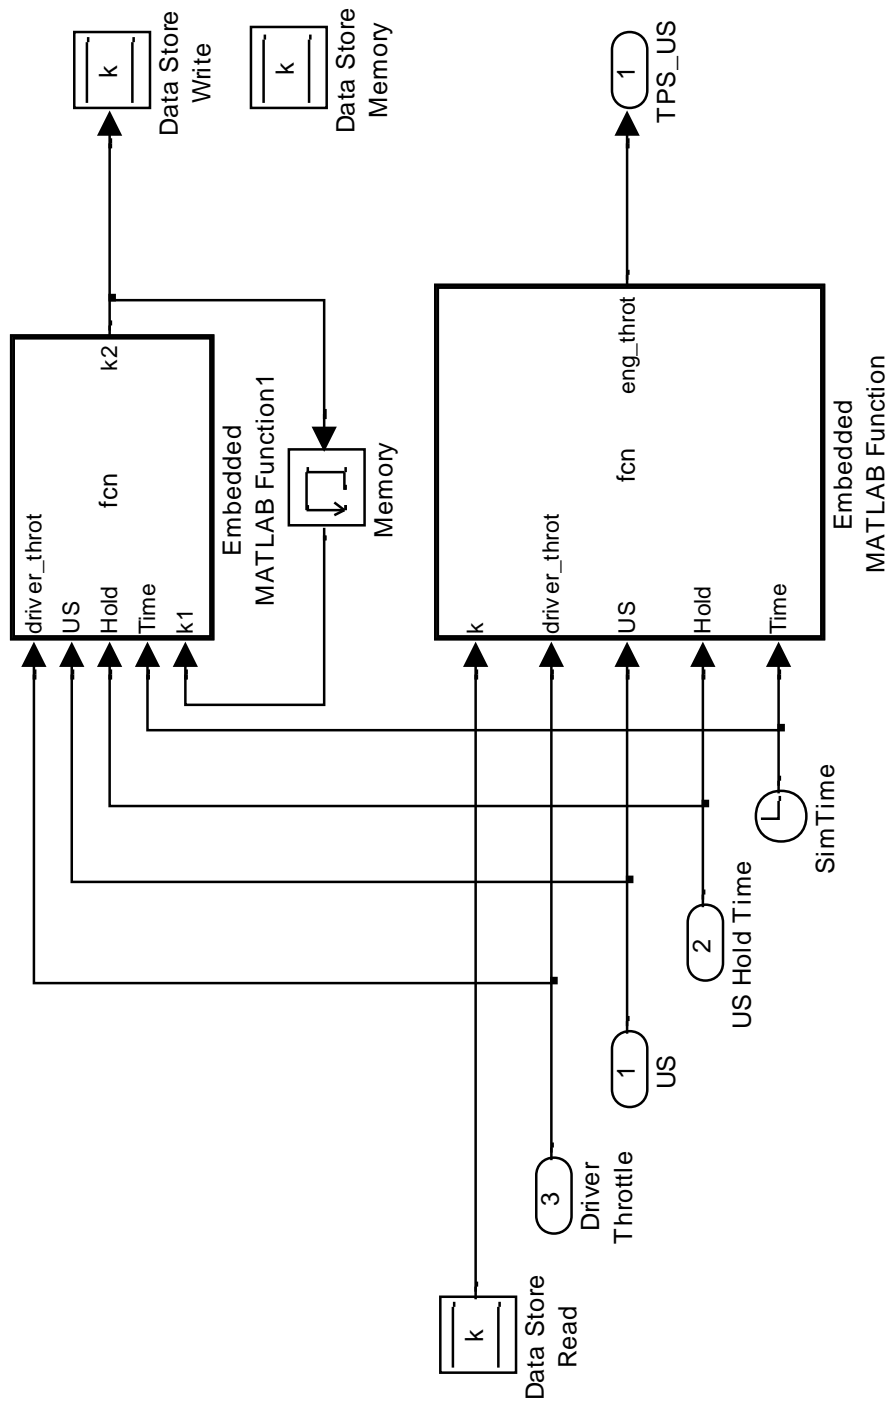 k
Data Store
Write
k
Data Store
Memory
driver_throt
US
Hold
Time
k1
fcn
k2
Embedded
MATLAB Function1
Memory
1
TPS_US
k
driver_throt
US
Hold
Time
fcn
eng_throt
Embedded
MATLAB Function
k
Data Store
Read
3
Driver
Throttle
1
US
2
US Hold Time
SimTime